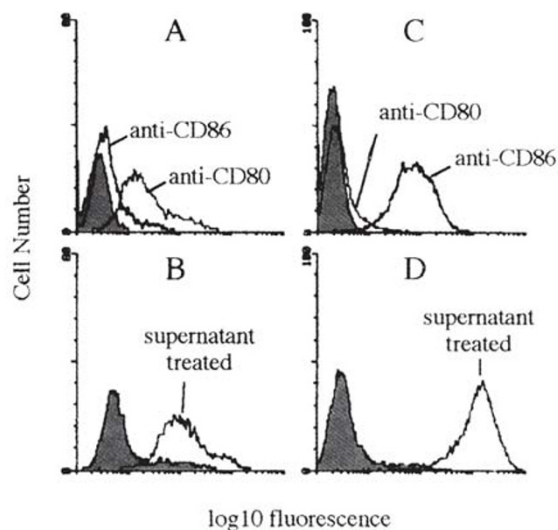 A
C
anti-CD86
anti-CD80
anti-CD80
anti-CD86
Cell Number
B
D
supernatant
treated
supernatant
treated
log10 fluorescence